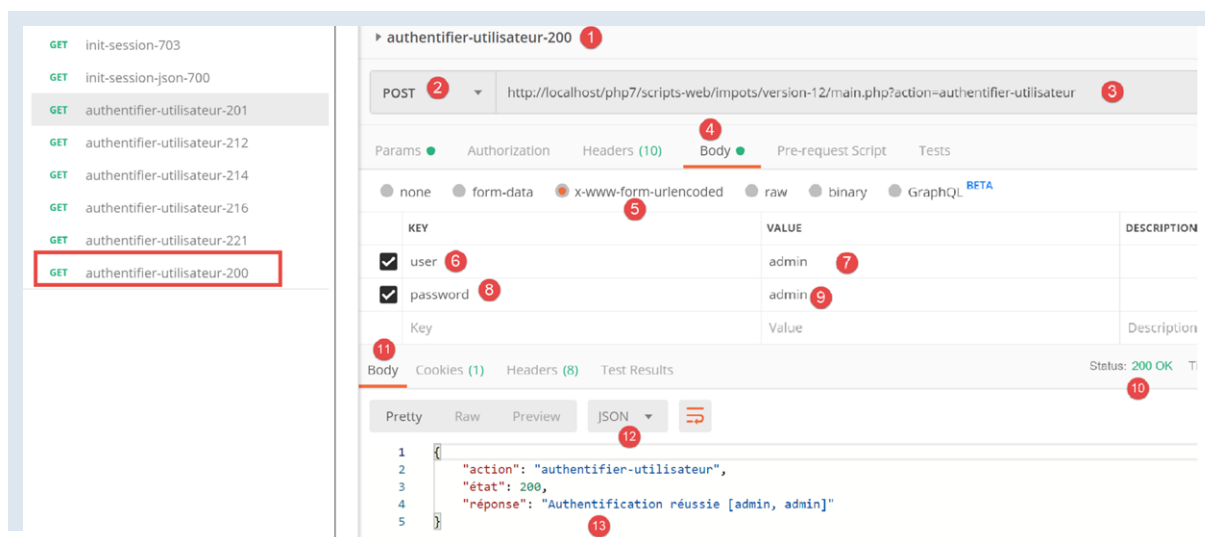 GET init-session-703
GET init-session-json-700
GET authentifier-utilisateur-201
GET authentifier-utilisateur-212
GET authentifier-utilisateur-214
GET authentifier-utilisateur-216
GET authentifier-utilisateur-221
GET authentifier-utilisateur-200
authentifier-utilisateur-200 1
POST 2 http://localhost/php7/scripts-web/impots/version-12/main.php?action=authentifier-utilisateur 3
4
Params Authorization Headers (10) Body Pre-request Script Tests
none form-data x-www-form-urlencoded raw binary GraphQL BETA
5
KEY VALUE DESCRIPTION
user 6 admin 7
password 8 admin 9
Key Value Description
11
Body Cookies (1) Headers (8) Test Results Status: 200 OK
10
Pretty Raw Preview JSON
12
1 {
2 "action": "authentifier-utilisateur",
3 "état": 200,
4 "réponse": "Authentification réussie [admin, admin]"
5 }
13